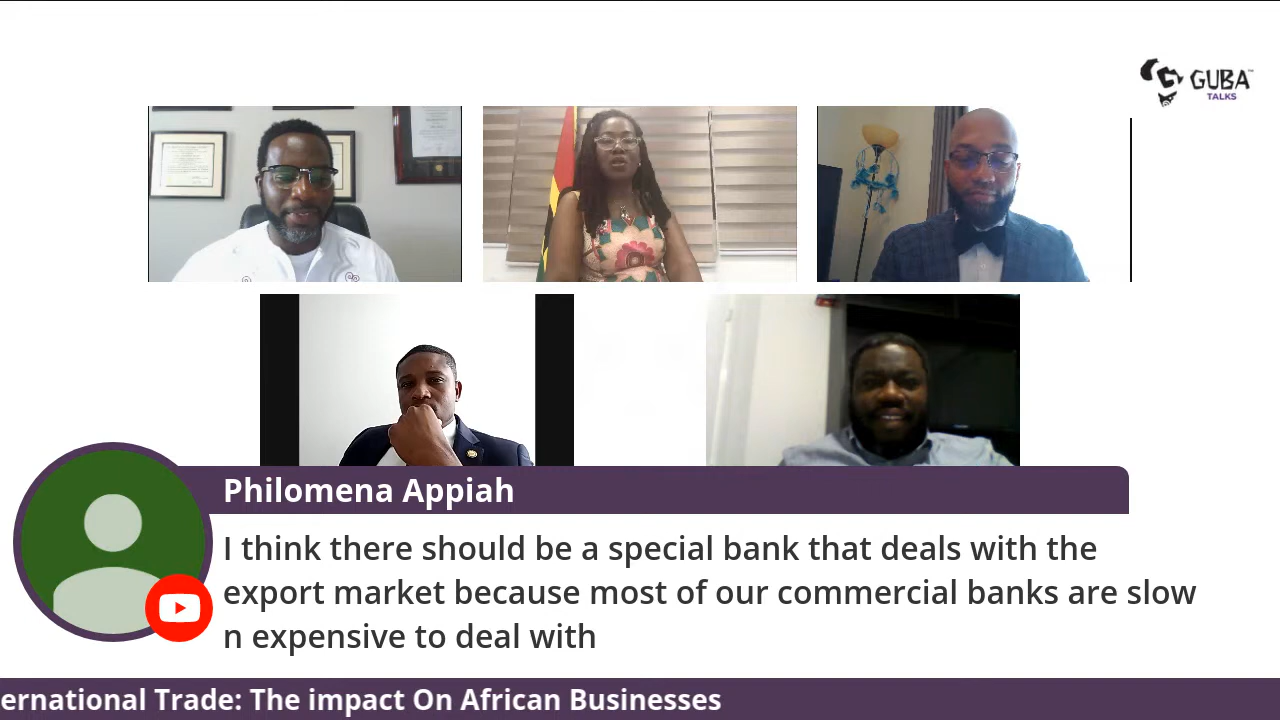 GUBA
TALKS
Philomena Appiah
I think there should be a special bank that deals with the
export market because most of our commercial banks are slow
n expensive to deal with
ernational Trade: The impact On African Businesses